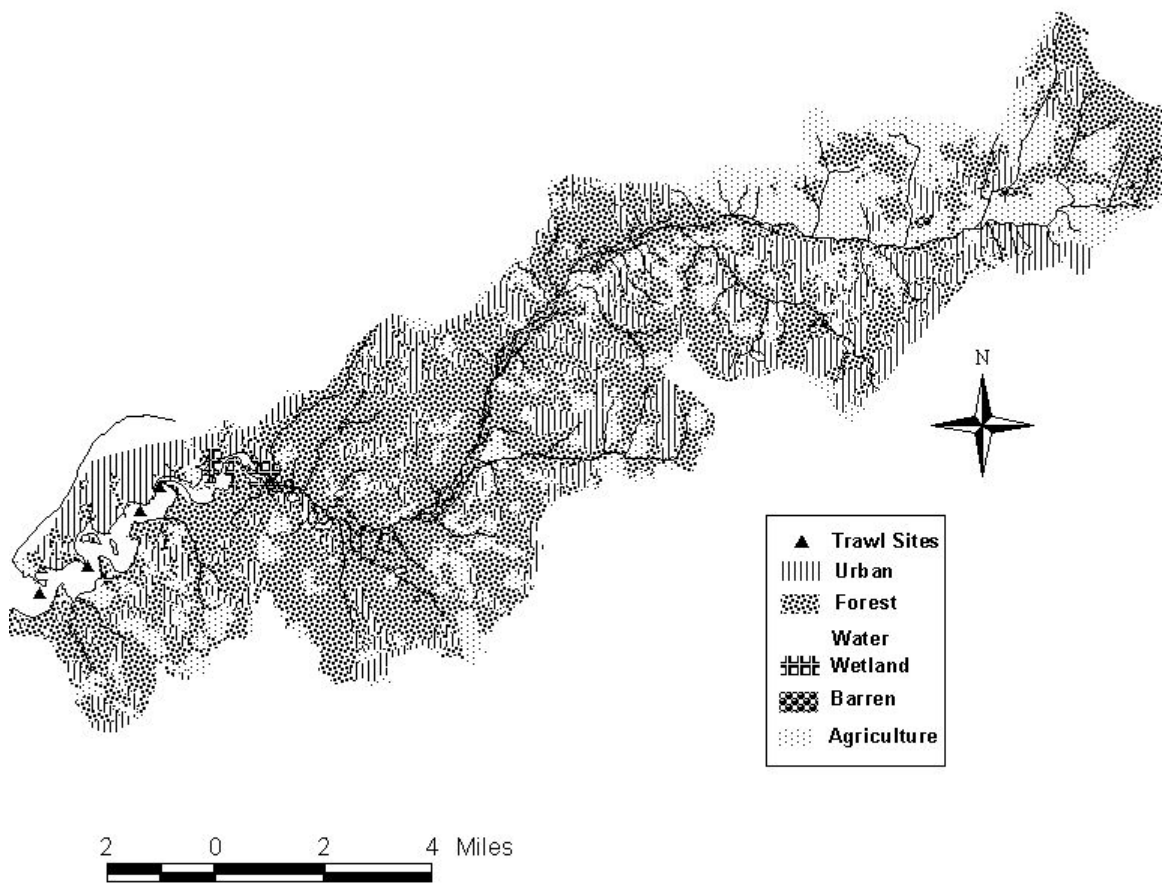 N
Trawl Sites
Urban
Forest
Water
Wetland
Barren
Agriculture
2 0 2 4 Miles